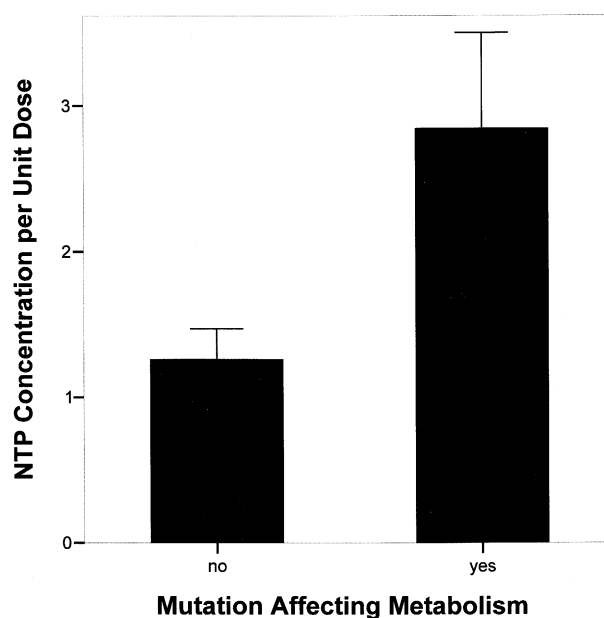 NTP Concentration per Unit Dose
3
2
1
0
no yes
Mutation Affecting Metabolism